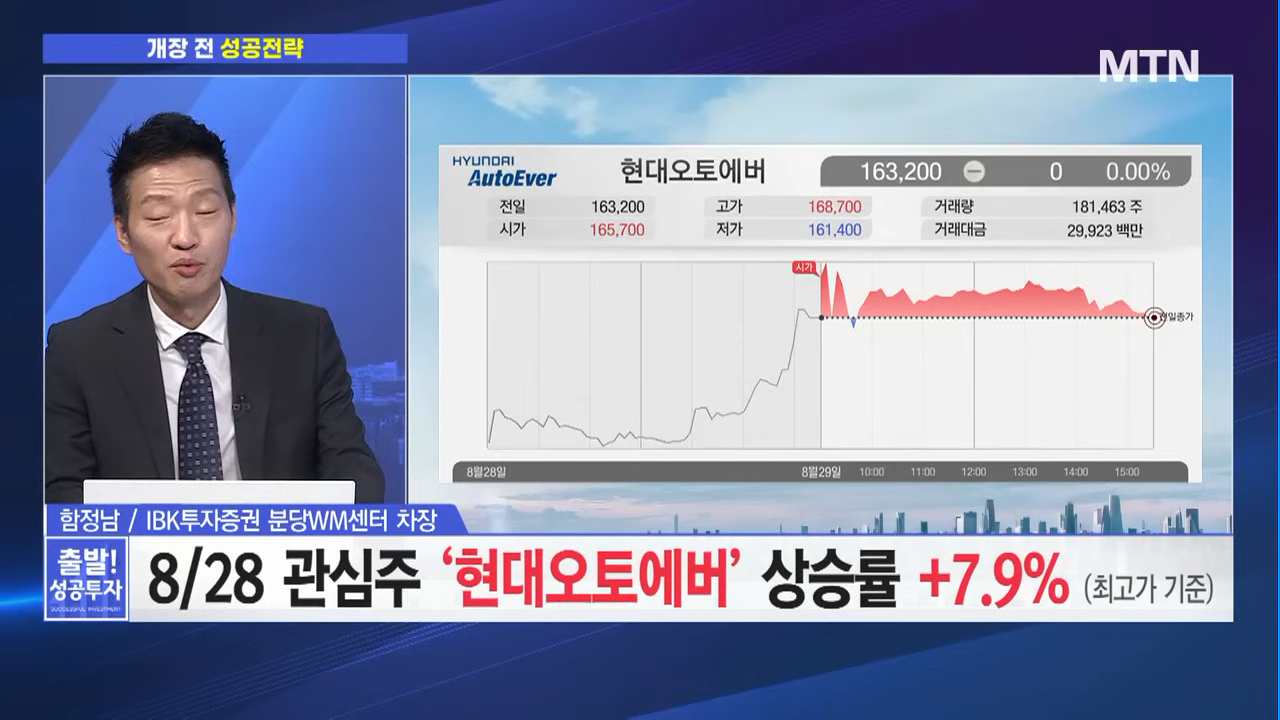 개장 전 성공전략
MTN
HYUNDAI
AutoEver
현대오토에버
163,200 0 0.00%
전일 163,200 고가 168,700 거래량 181,463 주
시가 165,700 저가 161,400 거래대금 29,923 백만
시가
전일종가
8월28일 8월29일 10:00 11:00 12:00 13:00 14:00 15:00
함정남 / IBK투자증권 분당WM센터 차장
출발!
성공투자
SUCCESSFUL INVESTMENT
8/28 관심주 '현대오토에버' 상승률 +7.9% (최고가 기준)